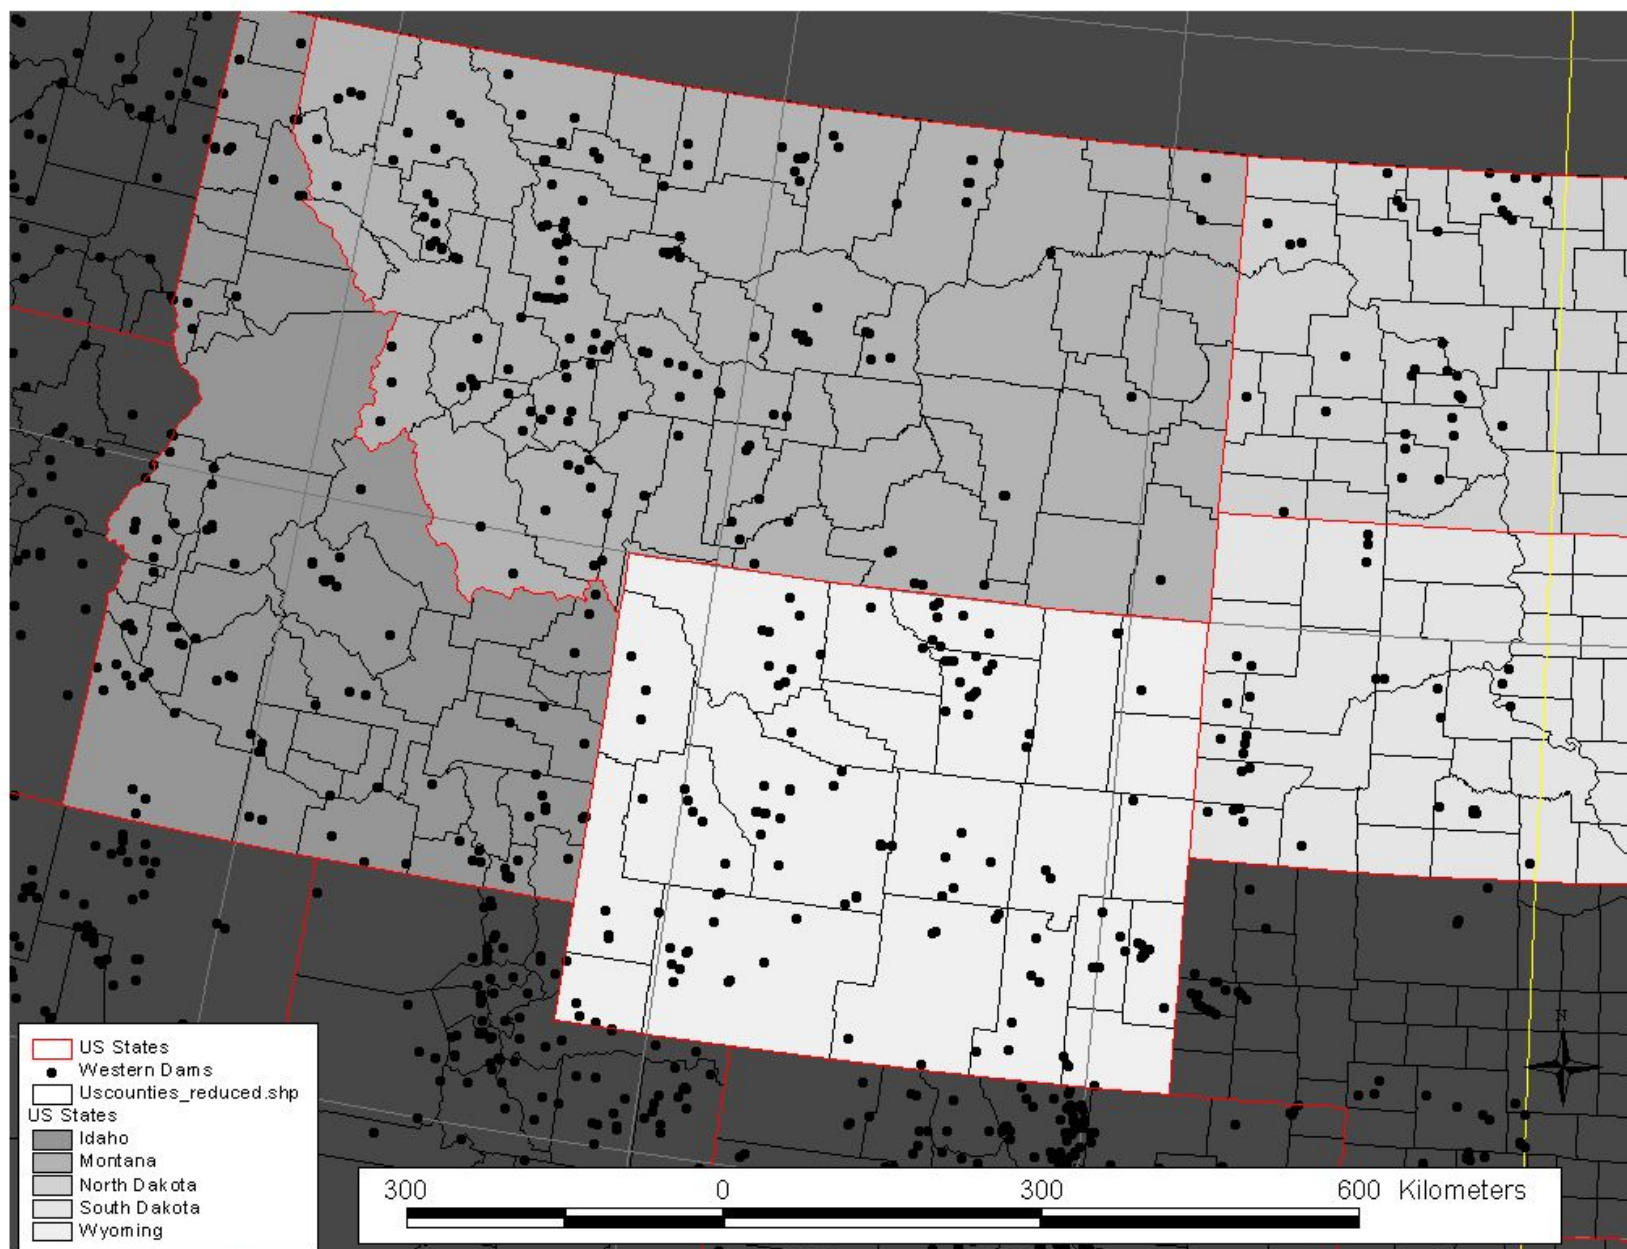 N
US States
Western Dams
Uscounties_reduced.shp
US States
Idaho
Montana
North Dakota
South Dakota
Wyoming
300 0 300 600 Kilometers